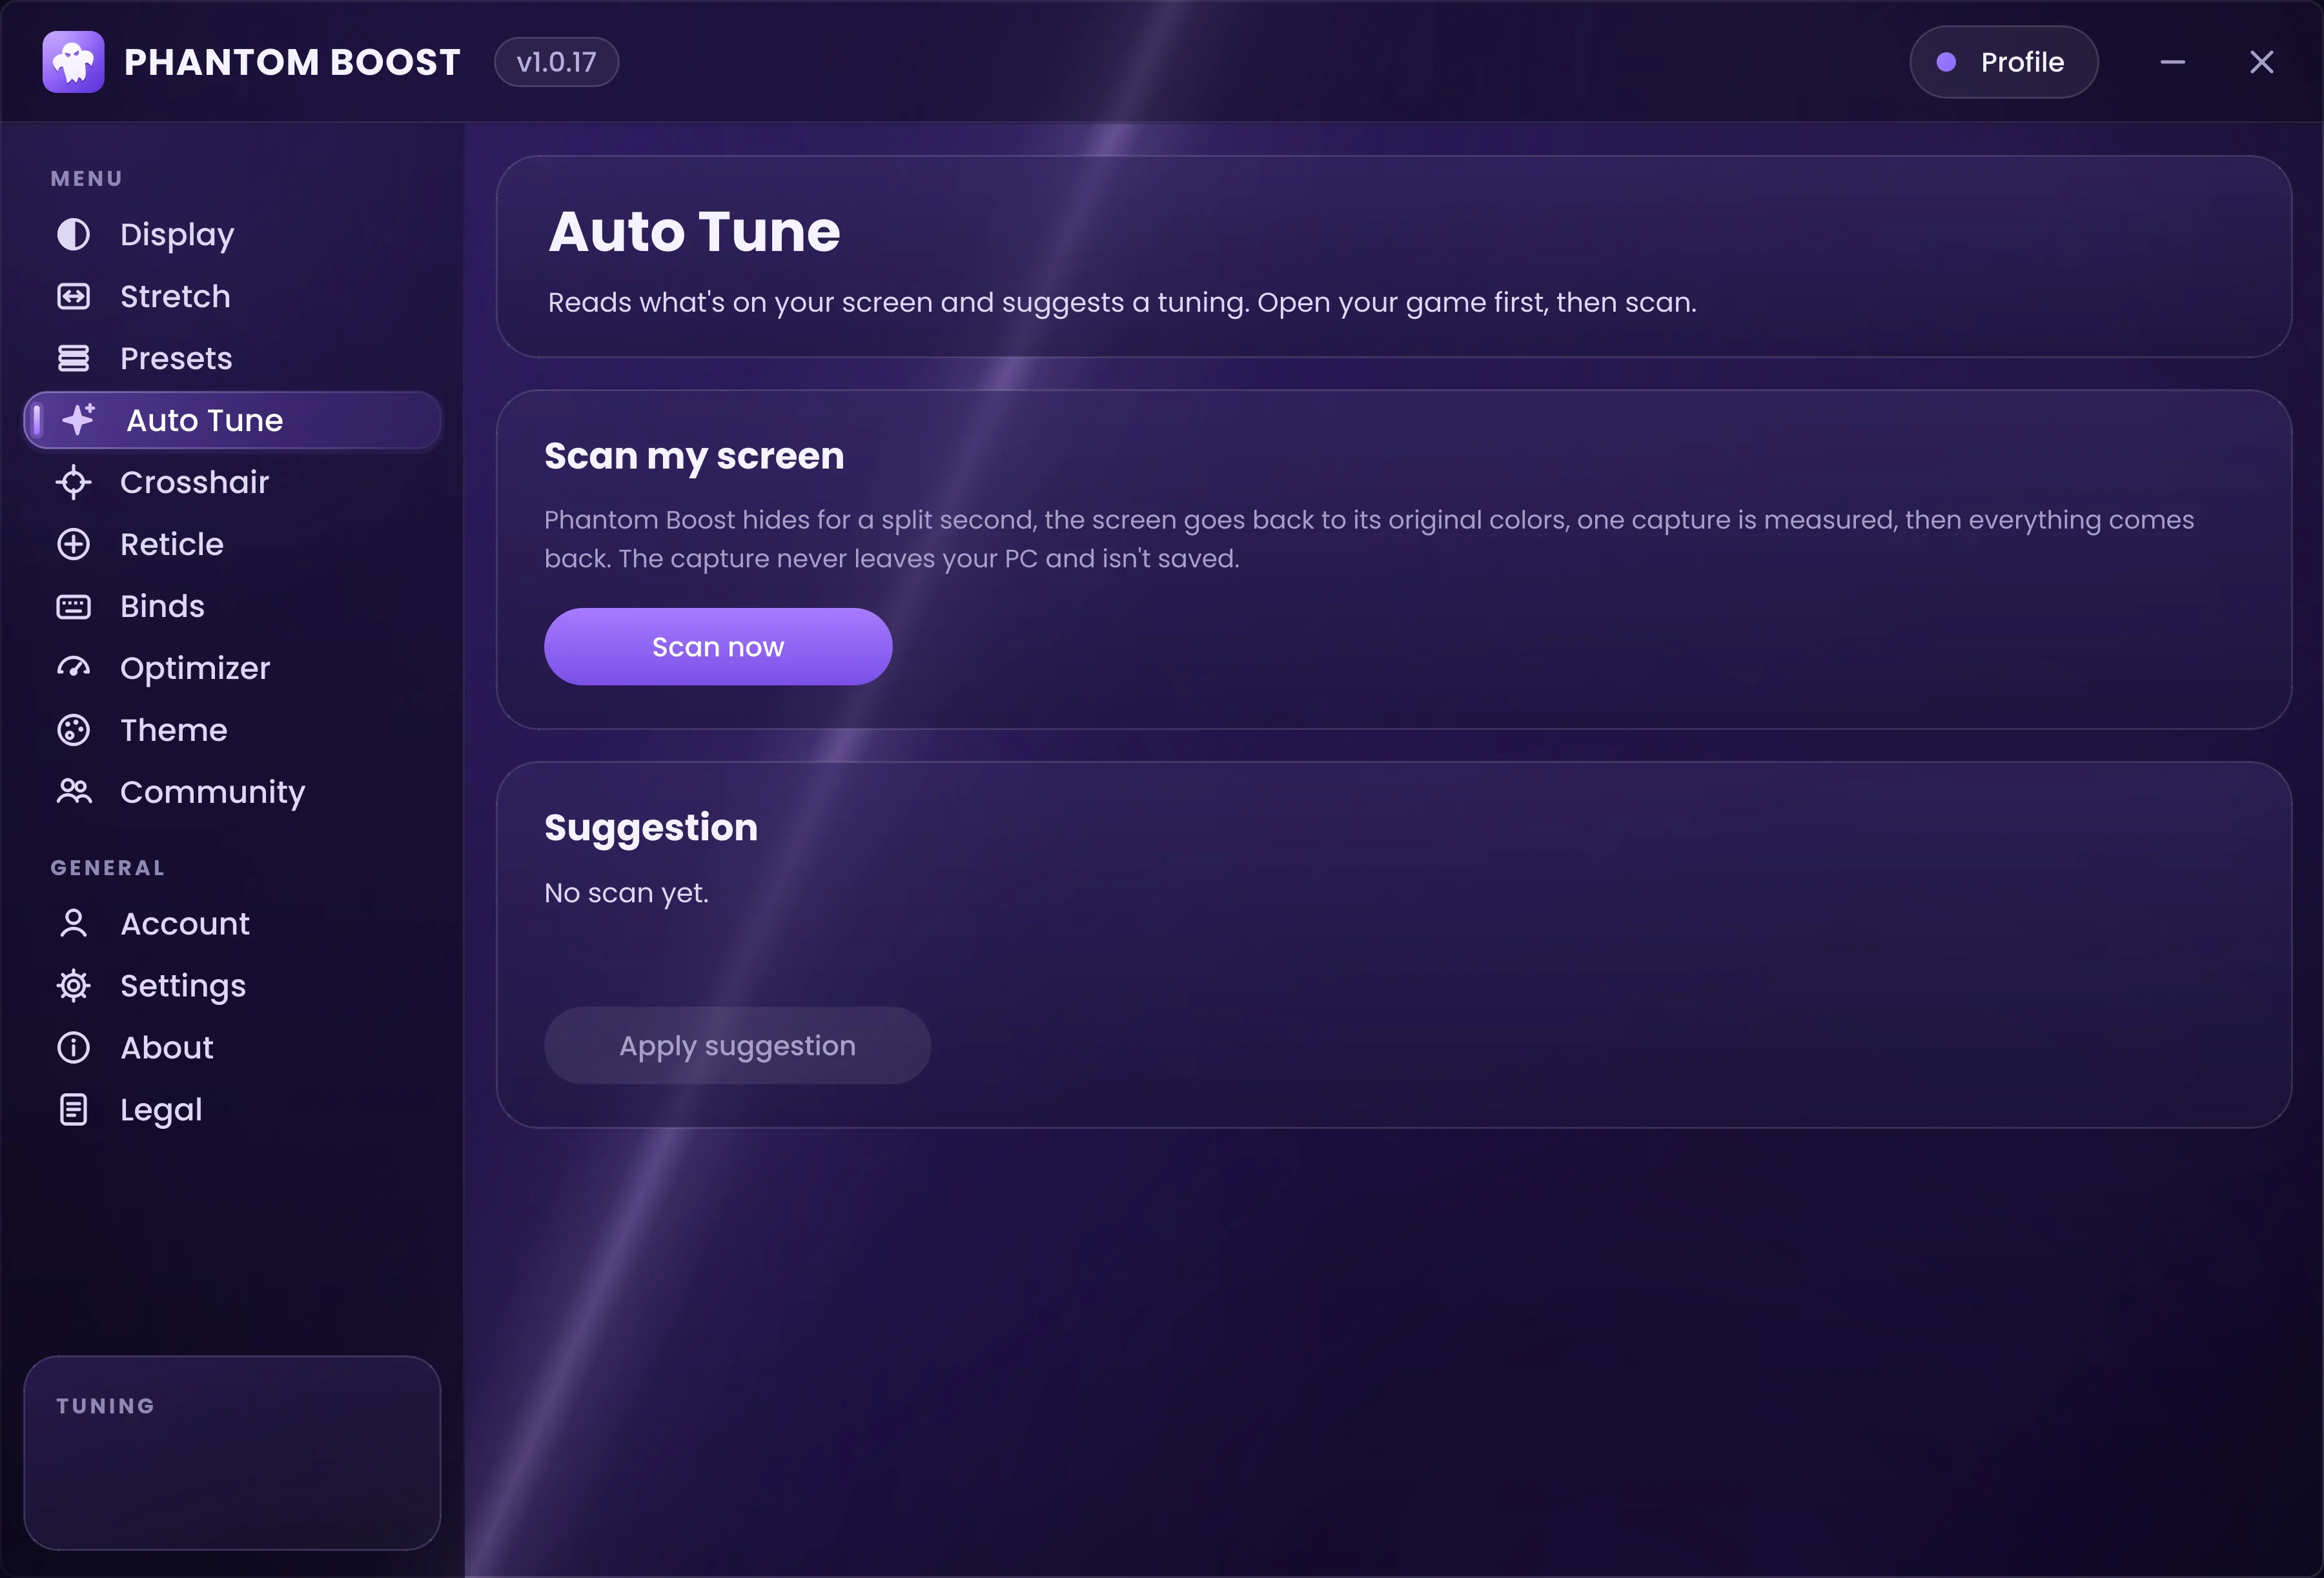 PHANTOM BOOST
v1.0.17
Profile
MENU
Display
Stretch
Presets
Auto Tune
Crosshair
Reticle
Binds
Optimizer
Theme
Community
GENERAL
Account
Settings
About
Legal
TUNING
Auto Tune
Reads what's on your screen and suggests a tuning. Open your game first, then scan.
Scan my screen
Phantom Boost hides for a split second, the screen goes back to its original colors, one capture is measured, then everything comes
back. The capture never leaves your PC and isn't saved.
Scan now
Suggestion
No scan yet.
Apply suggestion